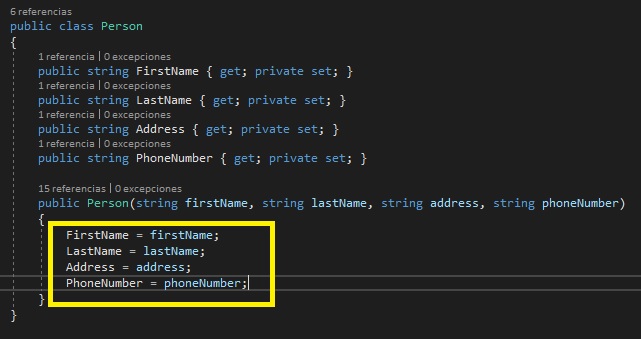 6 referencias
public class Person
{
1 referencia | 0 excepciones
public string FirstName { get; private set; }
1 referencia | 0 excepciones
public string LastName { get; private set; }
1 referencia | 0 excepciones
public string Address { get; private set; }
1 referencia | 0 excepciones
public string PhoneNumber { get; private set; }
15 referencias | 0 excepciones
public Person(string firstName, string lastName, string address, string phoneNumber)
{
FirstName = firstName;
LastName = lastName;
Address = address;
PhoneNumber = phoneNumber;
}
}